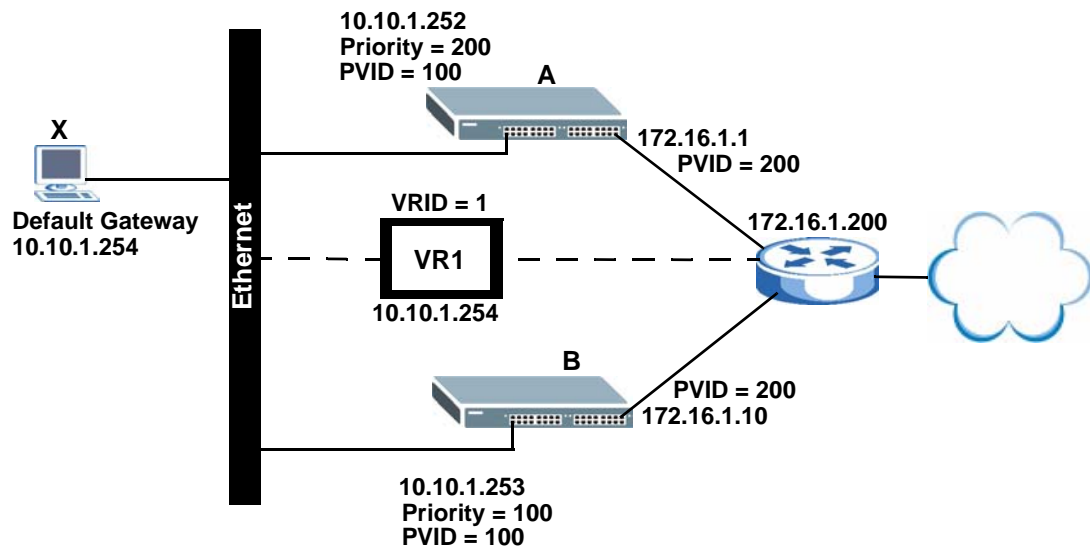 10.10.1.252
Priority = 200
PVID = 100
A
X
172.16.1.1
PVID = 200
Default Gateway
10.10.1.254
Ethernet
VRID = 1
VR1
10.10.1.254
172.16.1.200
B
PVID = 200
172.16.1.10
10.10.1.253
Priority = 100
PVID = 100